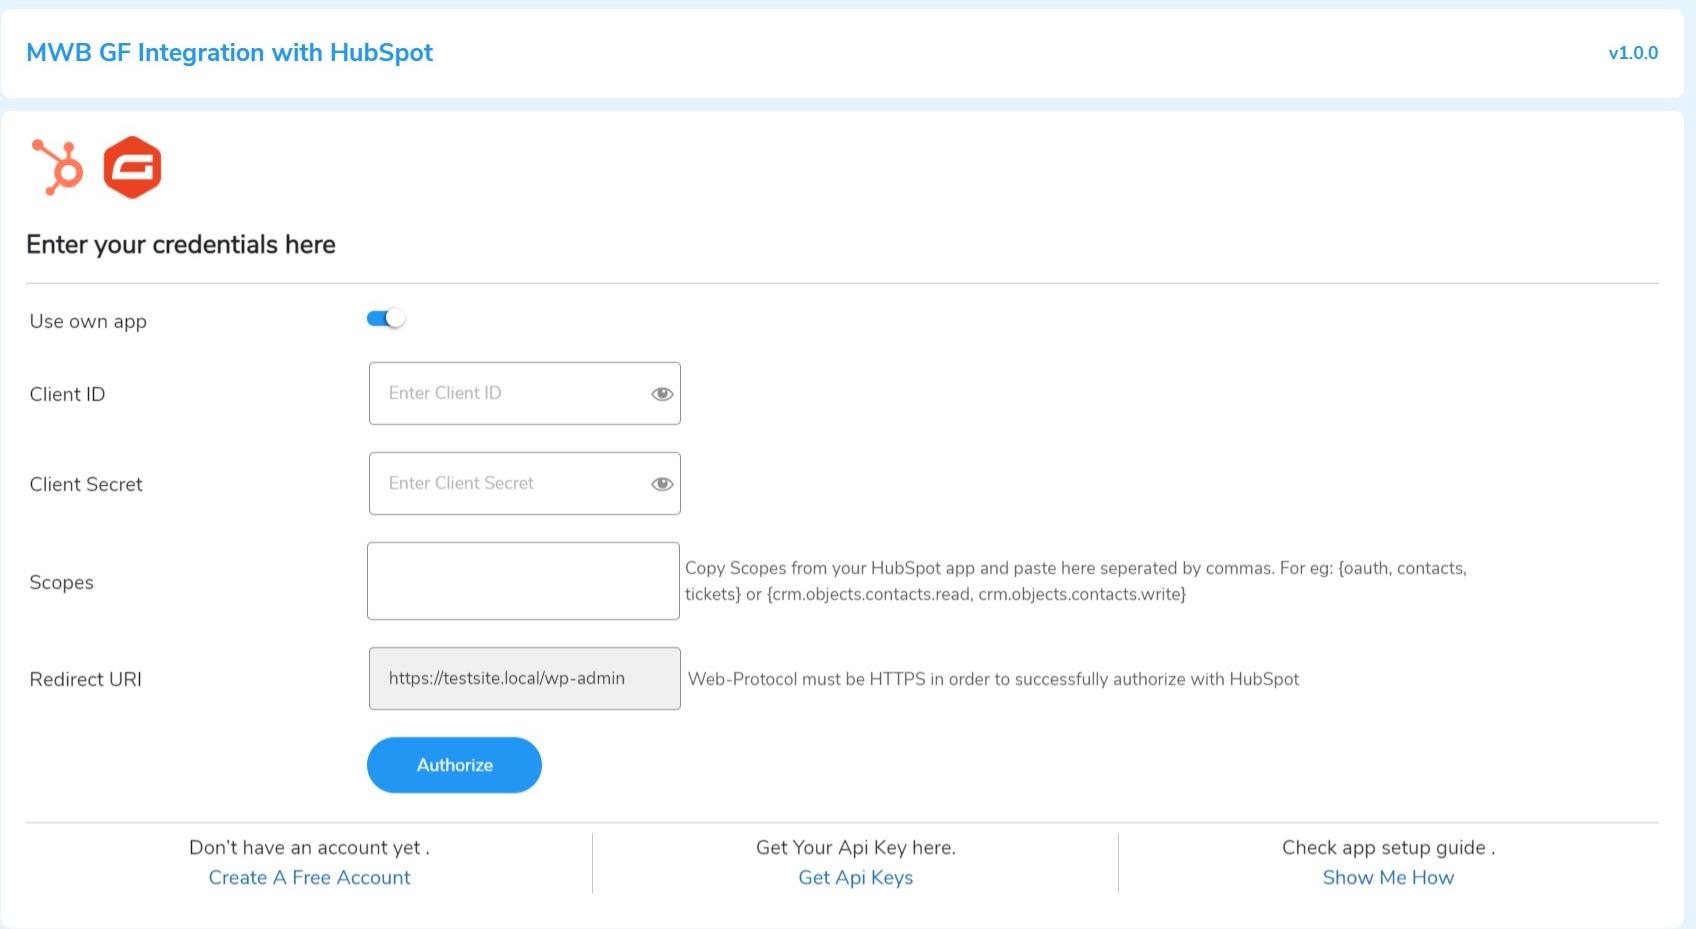 MWB GF Integration with HubSpot
v1.0.0
Enter your credentials here
Use own app
Client ID
Enter Client ID
Client Secret
Enter Client Secret
Scopes
Copy Scopes from your HubSpot app and paste here seperated by commas. For eg: {oauth, contacts,
tickets} or {crm.objects.contacts.read, crm.objects.contacts.write}
Redirect URI
https://testsite.local/wp-admin
Web-Protocol must be HTTPS in order to successfully authorize with HubSpot
Authorize
Don't have an account yet .
Create A Free Account
Get Your Api Key here.
Get Api Keys
Check app setup guide .
Show Me How